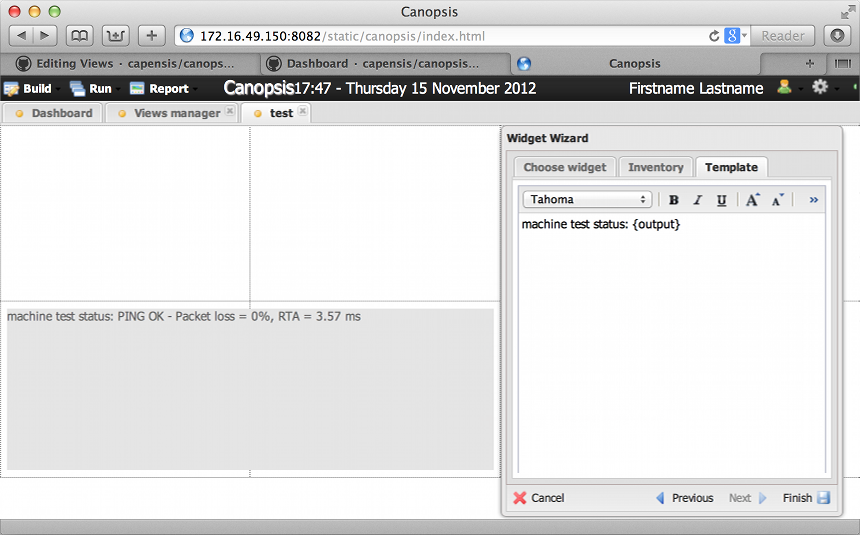 Canopsis
172.16.49.150:8082/static/canopsis/index.html
Reader
Editing Views · capensis/canops...
Dashboard · capensis/canopsis...
Canopsis
Build Run Report Canopsis 17:47 - Thursday 15 November 2012 Firstname Lastname
Dashboard Views manager test
Widget Wizard
Choose widget Inventory Template
Tahoma B I U A A »
machine test status: {output}
machine test status: PING OK - Packet loss = 0%, RTA = 3.57 ms
Cancel Previous Next Finish